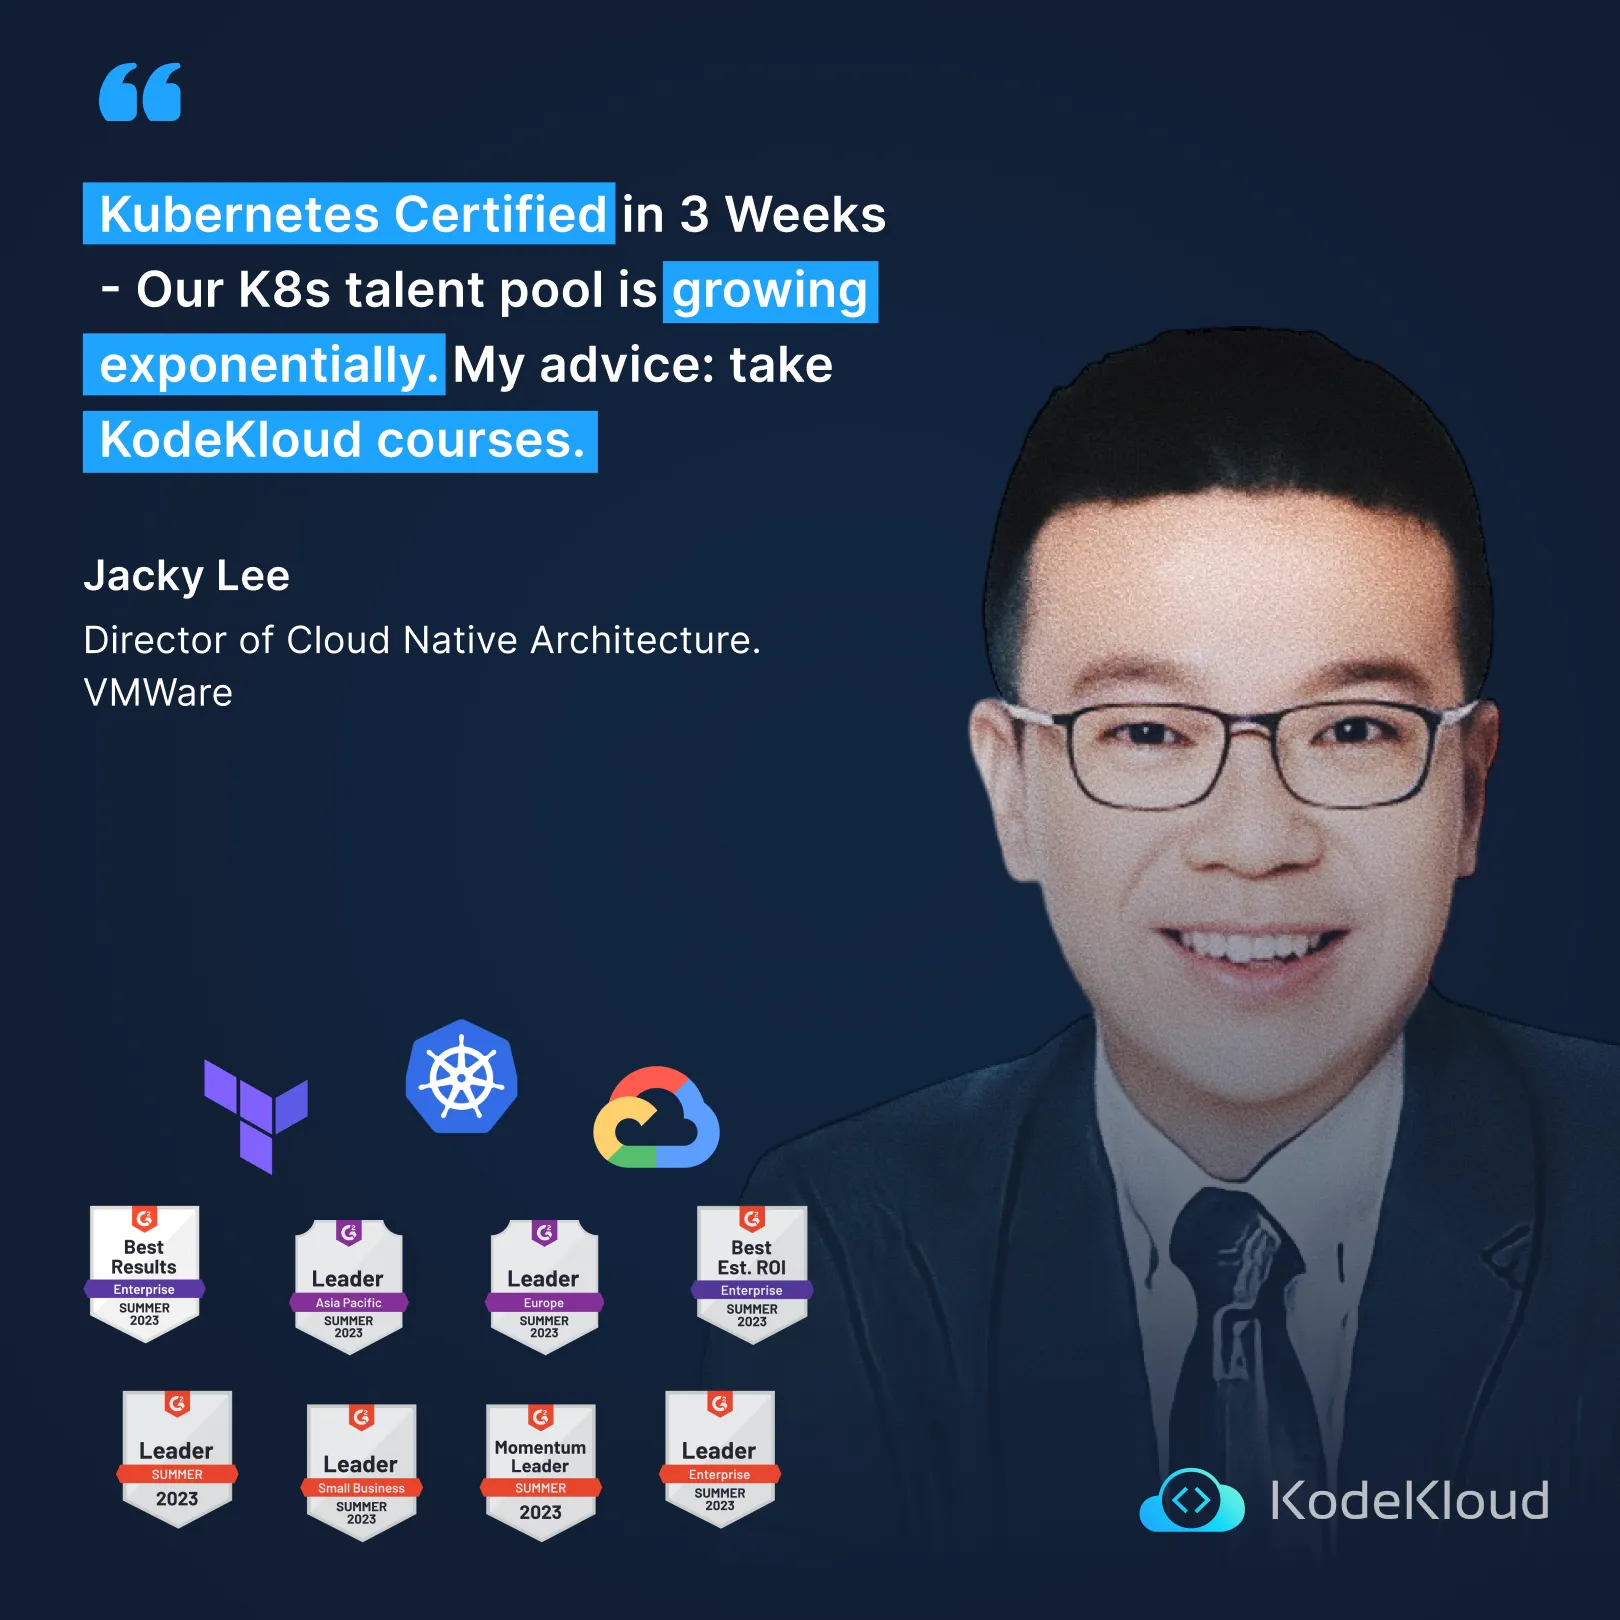 Kubernetes Certified in 3 Weeks
- Our K8s talent pool is growing
exponentially. My advice: take
KodeKloud courses.
Jacky Lee
Director of Cloud Native Architecture.
VMWare
Best
Results
Enterprise
SUMMER
2023
Leader
Asia Pacific
SUMMER
2023
Leader
Europe
SUMMER
2023
Best
Est. ROI
Enterprise
SUMMER
2023
Leader
SUMMER
2023
Leader
Small Business
SUMMER
2023
Momentum
Leader
SUMMER
2023
Leader
Enterprise
SUMMER
2023
KodeKloud